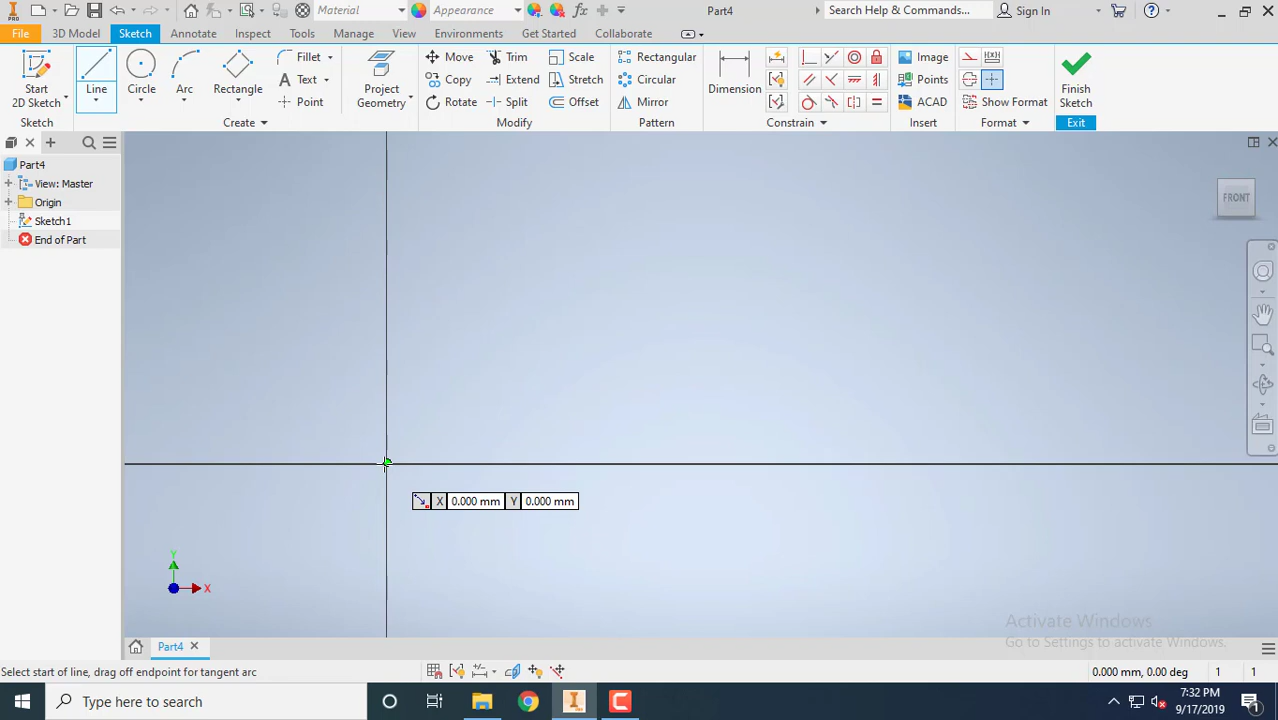 Material
Appearance
Part4
Search Help & Commands...
Sign In
File
3D Model
Sketch
Annotate
Inspect
Tools
Manage
View
Environments
Get Started
Collaborate
Start
2D Sketch
Line
Circle
Arc
Rectangle
Fillet
Text
Point
Project
Geometry
Move
Copy
Rotate
Trim
Extend
Split
Scale
Stretch
Offset
Rectangular
Circular
Mirror
Dimension
Image
Points
ACAD
Show Format
Finish
Sketch
Sketch
Create
Modify
Pattern
Constrain
Insert
Format
Exit
Part4
View: Master
Origin
Sketch1
End of Part
FRONT
X 0.000 mm Y 0.000 mm
Y
X
Activate Windows
Go to Settings to activate Windows.
Part4
Select start of line, drag off endpoint for tangent arc
0.000 mm, 0.00 deg
1
1
Type here to search
7:32 PM
9/17/2019